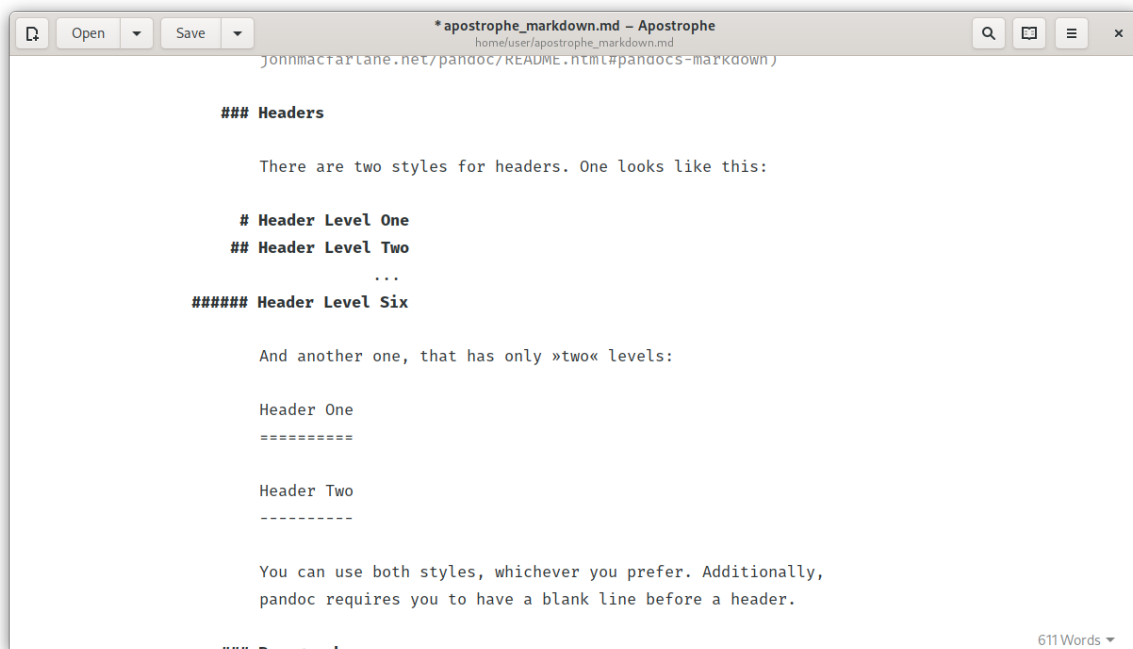 Open
Save
* apostrophe_markdown.md – Apostrophe
home/user/apostrophe_markdown.md
johnmacfarlane.net/pandoc/README.html#pandocs-markdown)
### Headers
There are two styles for headers. One looks like this:
# Header Level One
## Header Level Two
...
###### Header Level Six
And another one, that has only »two« levels:
Header One
==========
Header Two
----------
You can use both styles, whichever you prefer. Additionally,
pandoc requires you to have a blank line before a header.
###
611 Words